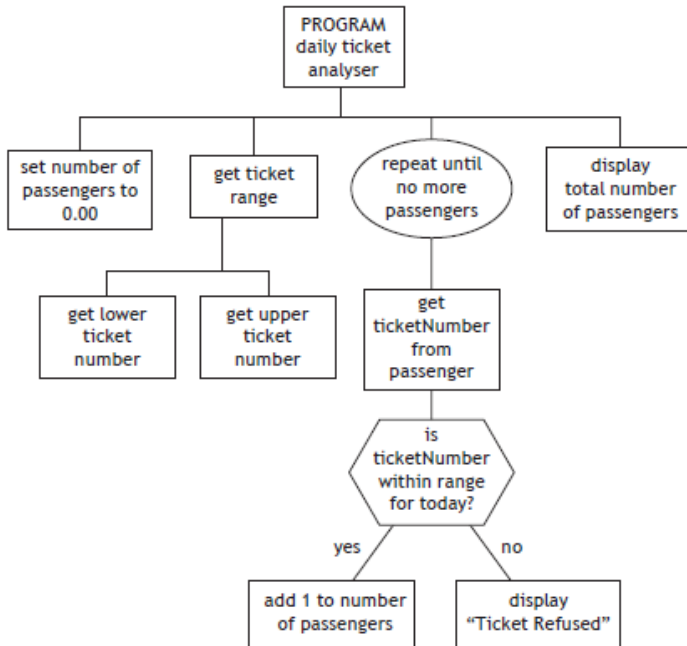 PROGRAM
daily ticket
analyser
set number of
passengers to
0.00
get ticket
range
repeat until
no more
passengers
display
total number
of passengers
get lower
ticket
number
get upper
ticket
number
get
ticketNumber
from
passenger
is
ticketNumber
within range
for today?
yes
no
add 1 to number
of passengers
display
“Ticket Refused”